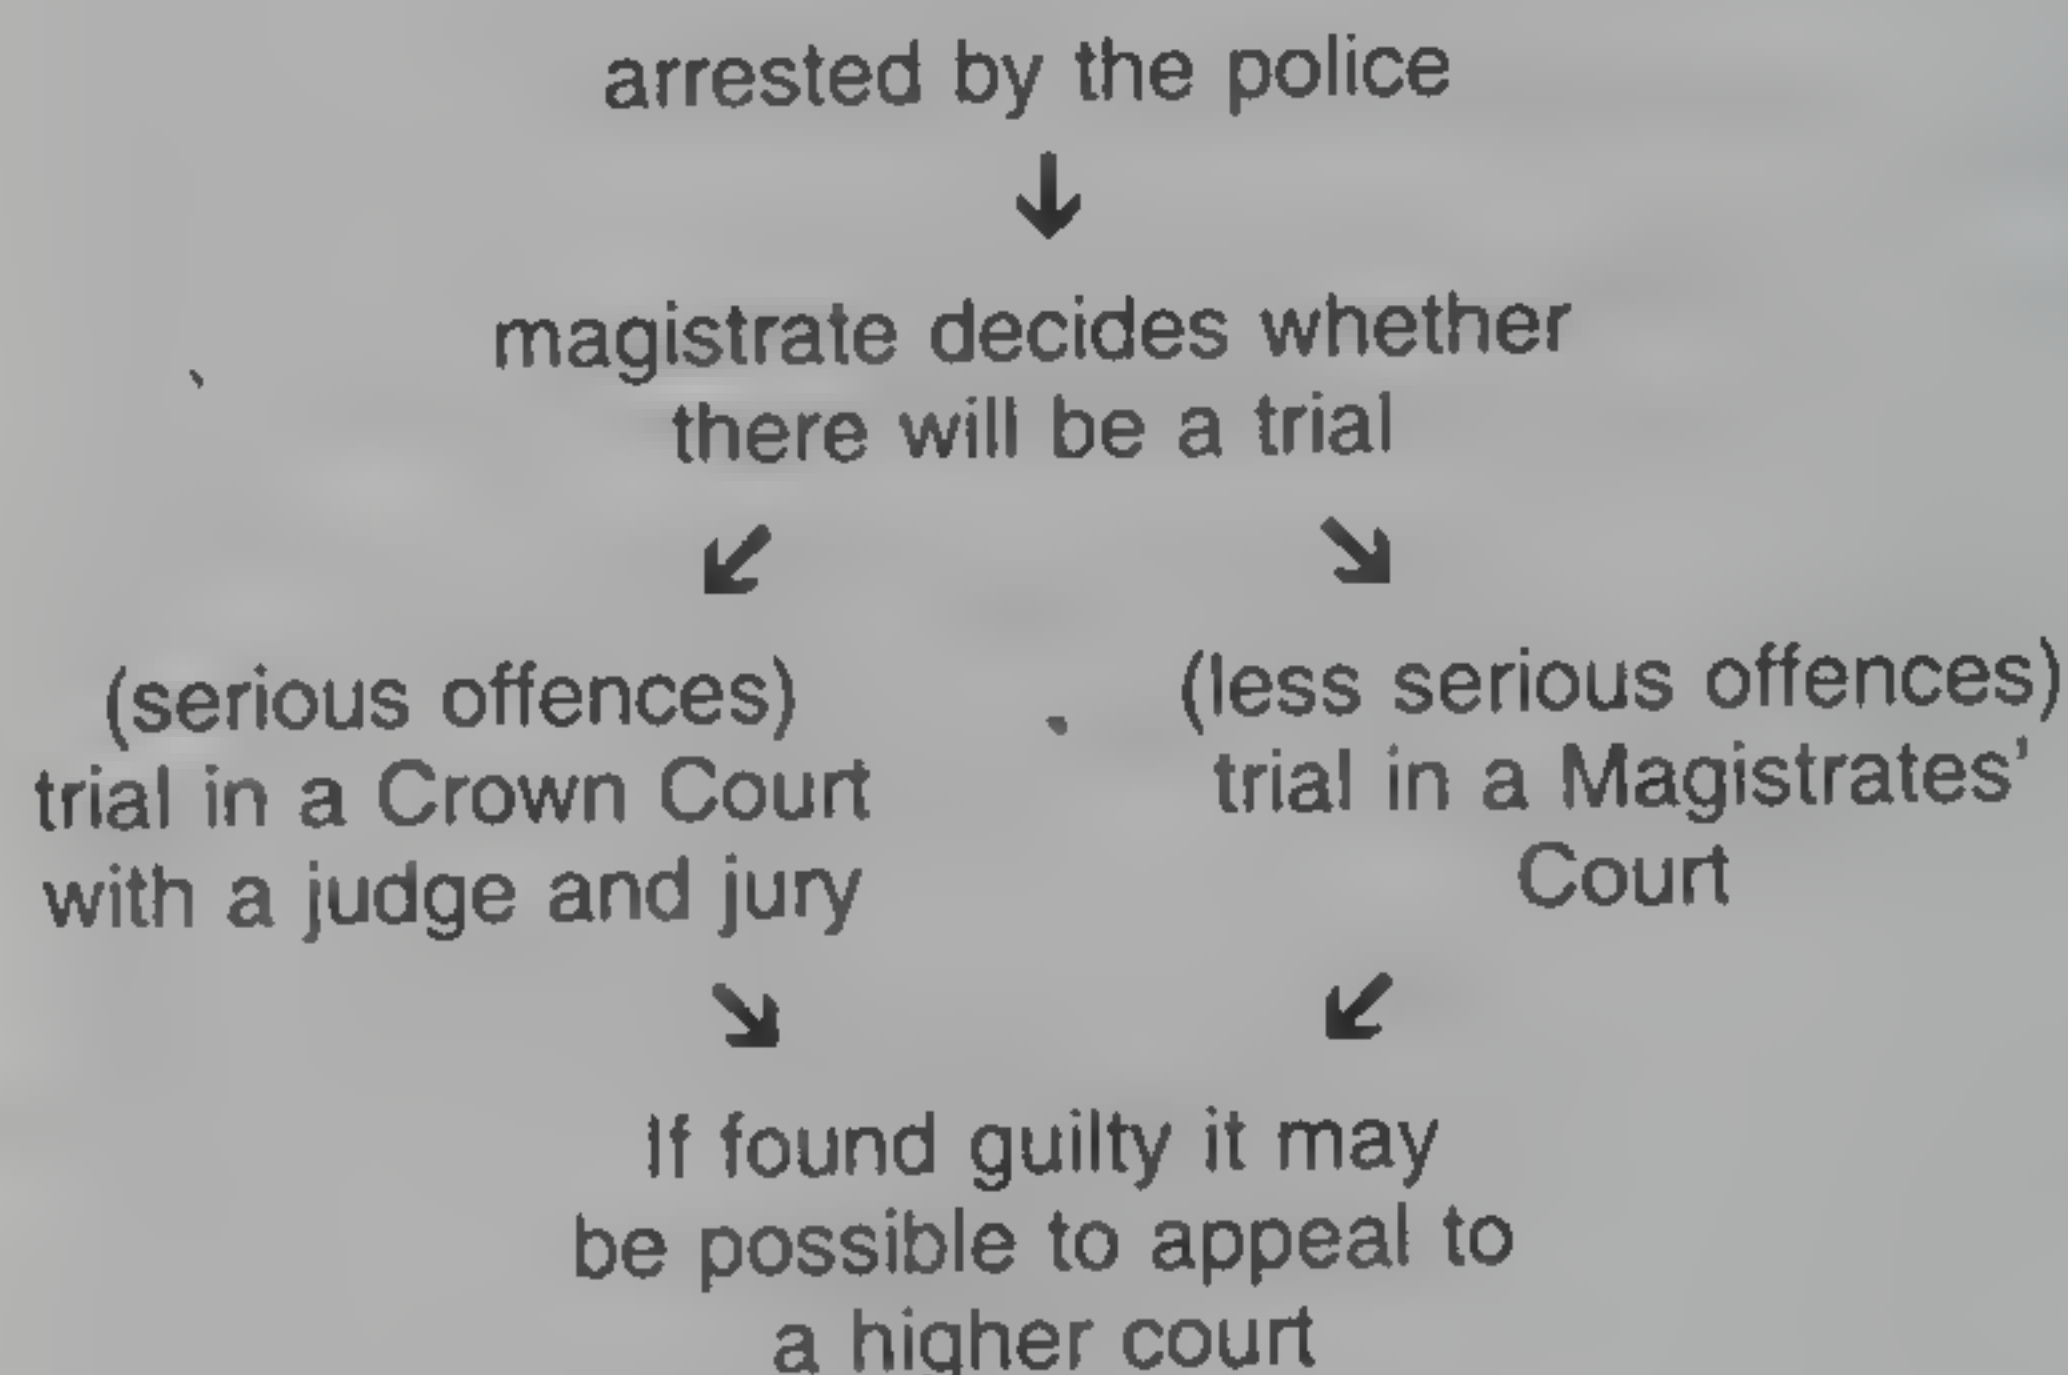 arrested by the police
magistrate decides whether
there will be a trial
(serious offences)
trial in a Crown Court
with a judge and jury
(less serious offences)
trial in a Magistrates’
Court
If found guilty it may
be possible to appeal to
a higher court